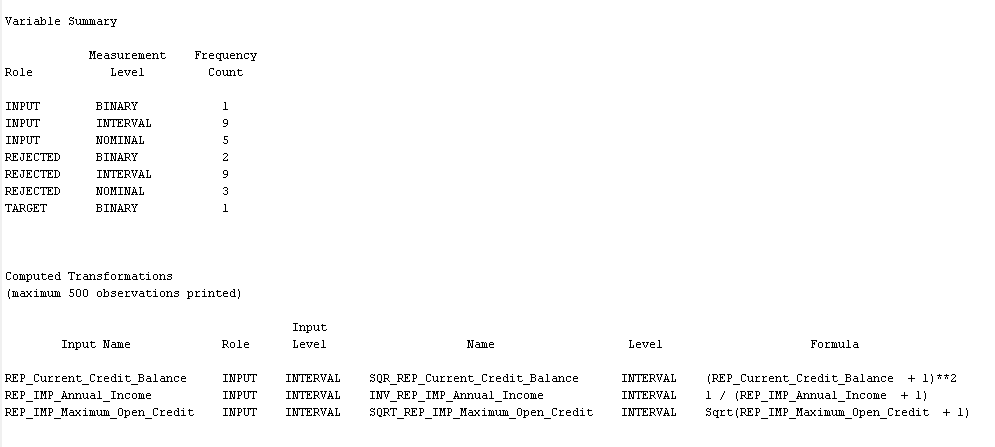 Variable Summary
Measurement Frequency
Role Level Count
INPUT BINARY 1
INPUT INTERVAL 9
INPUT NOMINAL 5
REJECTED BINARY 2
REJECTED INTERVAL 9
REJECTED NOMINAL 3
TARGET BINARY 1
Computed Transformations
(maximum 500 observations printed)
Input
Input Name Role Level Name Level Formula
REP_Current_Credit_Balance INPUT INTERVAL SQR_REP_Current_Credit_Balance INTERVAL (REP_Current_Credit_Balance + 1)**2
REP_IMP_Annual_Income INPUT INTERVAL INV_REP_IMP_Annual_Income INTERVAL 1 / (REP_IMP_Annual_Income + 1)
REP_IMP_Maximum_Open_Credit INPUT INTERVAL SQRT_REP_IMP_Maximum_Open_Credit INTERVAL Sqrt(REP_IMP_Maximum_Open_Credit + 1)